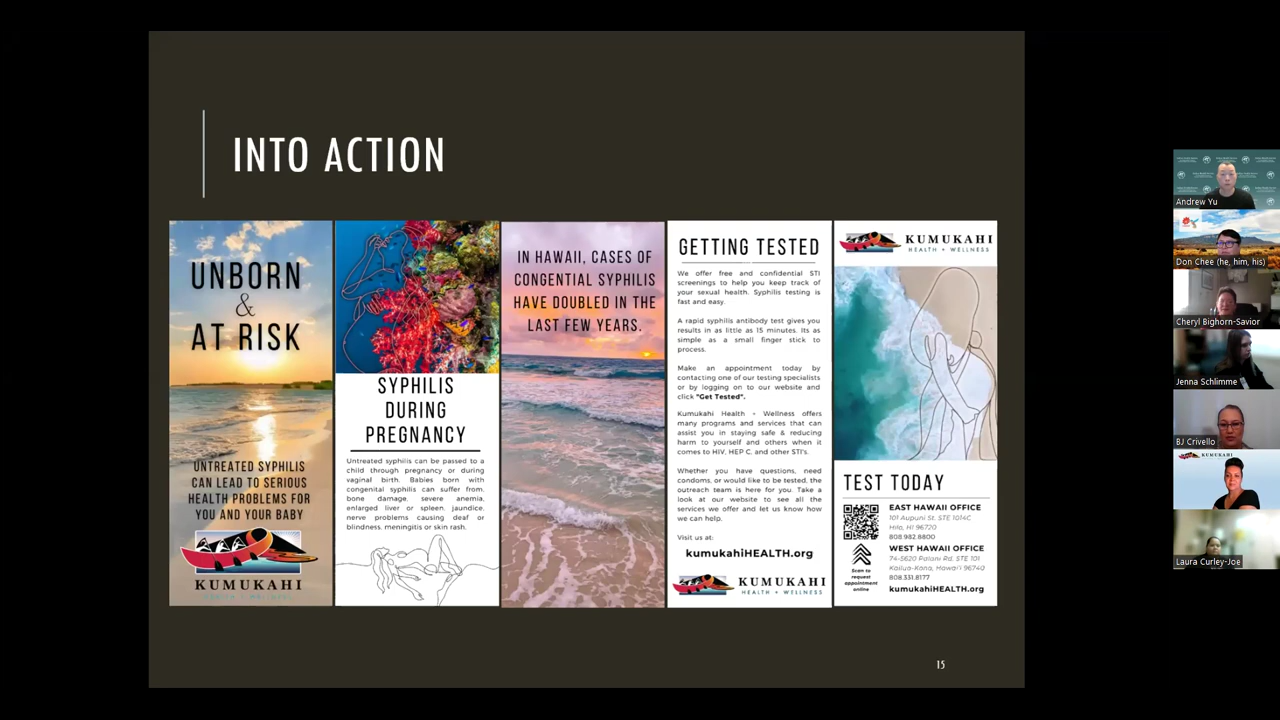 INTO ACTION
UNBORN
&
AT RISK
UNTREATED SYPHILIS
CAN LEAD TO SERIOUS
HEALTH PROBLEMS FOR
YOU AND YOUR BABY
KUMUKAHI
HEALTH + WELLNESS
SYPHILIS
DURING
PREGNANCY
Untreated syphilis can be passed to a
child through pregnancy or during
vaginal birth. Babies born with
congenital syphilis can suffer from,
bone damage, severe anemia,
enlarged liver or spleen, jaundice,
nerve problems causing deaf or
blindness, meningitis or skin rash.
IN HAWAII, CASES OF
CONGENTIAL SYPHILIS
HAVE DOUBLED IN THE
LAST FEW YEARS.
GETTING TESTED
We offer free and confidential STI
screenings to help you keep track of
your sexual health. Syphilis testing is
fast and easy.
A rapid syphilis antibody test gives you
results in as little as 15 minutes. Its as
simple as a small finger stick to
process.
Make an appointment today by
contacting one of our testing specialists
or by logging on to our website and
click "Get Tested".
Kumukahi Health + Wellness offers
many programs and services that can
assist you in staying safe & reducing
harm to yourself and others when it
comes to HIV, HEP C, and other STI's.
Whether you have questions, need
condoms, or would like to be tested, the
outreach team is here for you. Take a
look at our website to see all the
services we offer and let us know how
we can help.
Visit us at:
kumukahiHEALTH.org
KUMUKAHI
HEALTH + WELLNESS
KUMUKAHI
HEALTH + WELLNESS
TEST TODAY
Scan to
request
appointment
online
EAST HAWAII OFFICE
101 Aupuni St. STE 1014C
Hilo, HI 96720
808.982.8800
WEST HAWAII OFFICE
74-5620 Palani Rd. STE 101
Kailua-Kona, Hawai'i 96740
808.331.8177
kumukahiHEALTH.org
15
Andrew Yu
Don Chee (he, him, his)
Cheryl Bighorn-Savior
Jenna Schlimme
BJ Crivello
KUMUKAHI
Laura Curley-Joe